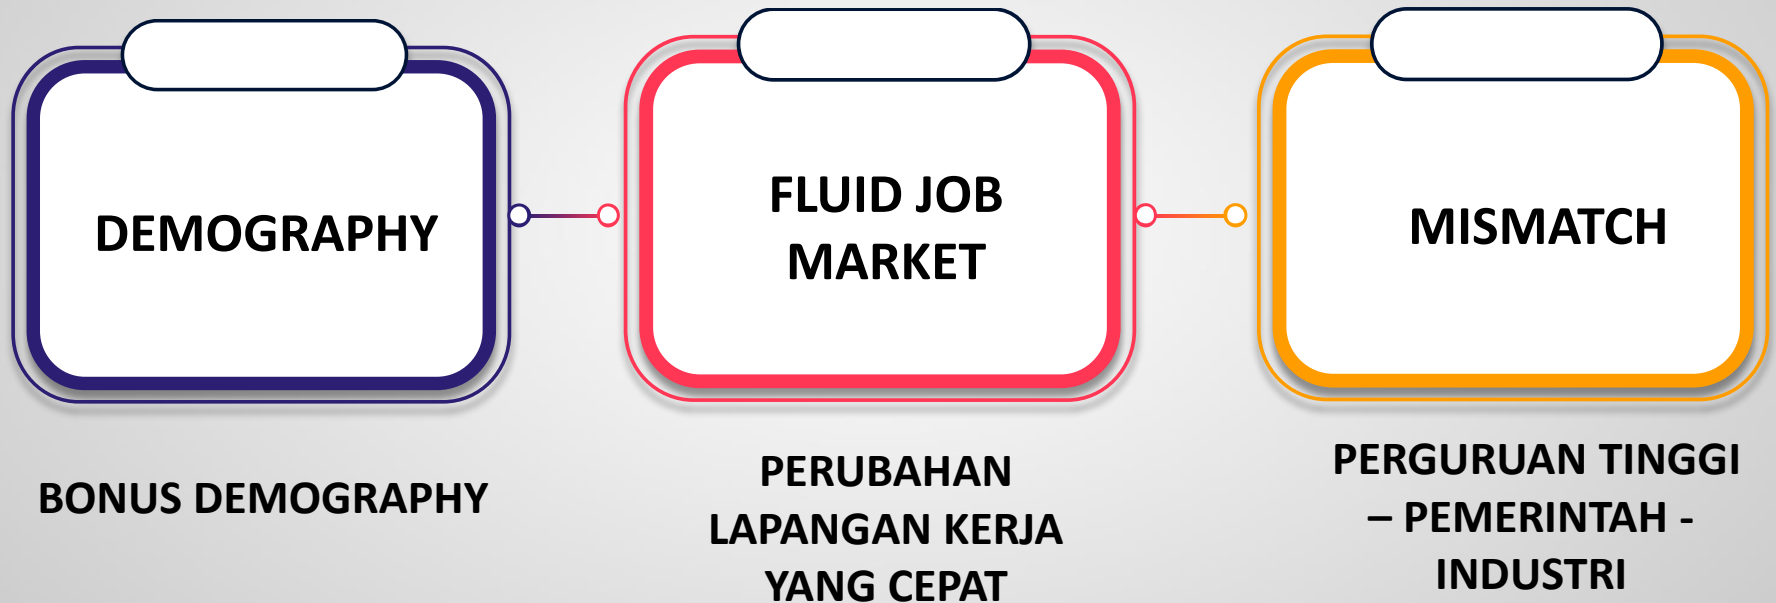 DEMOGRAPHY
BONUS DEMOGRAPHY
FLUID JOB
MARKET
PERUBAHAN
LAPANGAN KERJA
YANG CEPAT
MISMATCH
PERGURUAN TINGGI
– PEMERINTAH -
INDUSTRI